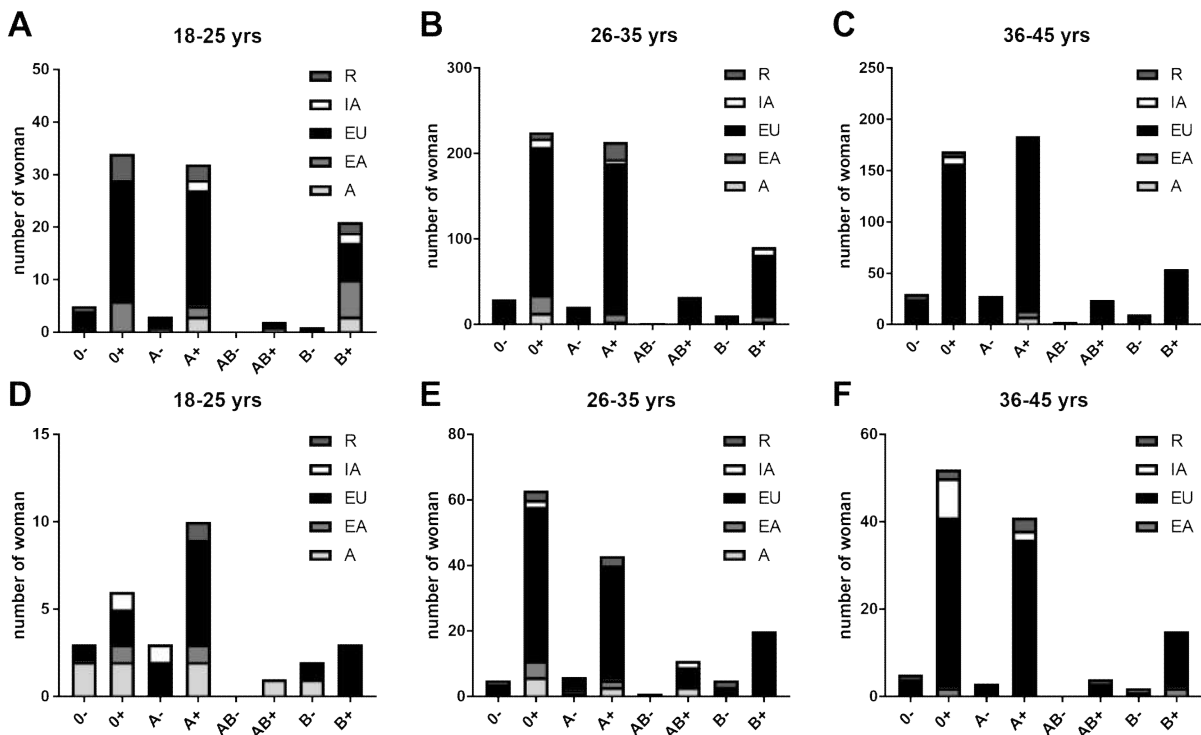 A
18-25 yrs
number of woman
50
40
30
20
10
0
R
IA
EU
EA
A
0-
0+
A-
A+
AB-
AB+
B-
B+
B
26-35 yrs
number of woman
300
200
100
0
R
IA
EU
EA
A
0-
0+
A-
A+
AB-
AB+
B-
B+
C
36-45 yrs
number of woman
250
200
150
100
50
0
R
IA
EU
EA
A
0-
0+
A-
A+
AB-
AB+
B-
B+
D
18-25 yrs
number of woman
15
10
5
0
R
IA
EU
EA
A
0-
0+
A-
A+
AB-
AB+
B-
B+
E
26-35 yrs
number of woman
80
60
40
20
0
R
IA
EU
EA
A
0-
0+
A-
A+
AB-
AB+
B-
B+
F
36-45 yrs
number of woman
60
40
20
0
R
IA
EU
EA
0-
0+
A-
A+
AB-
AB+
B-
B+